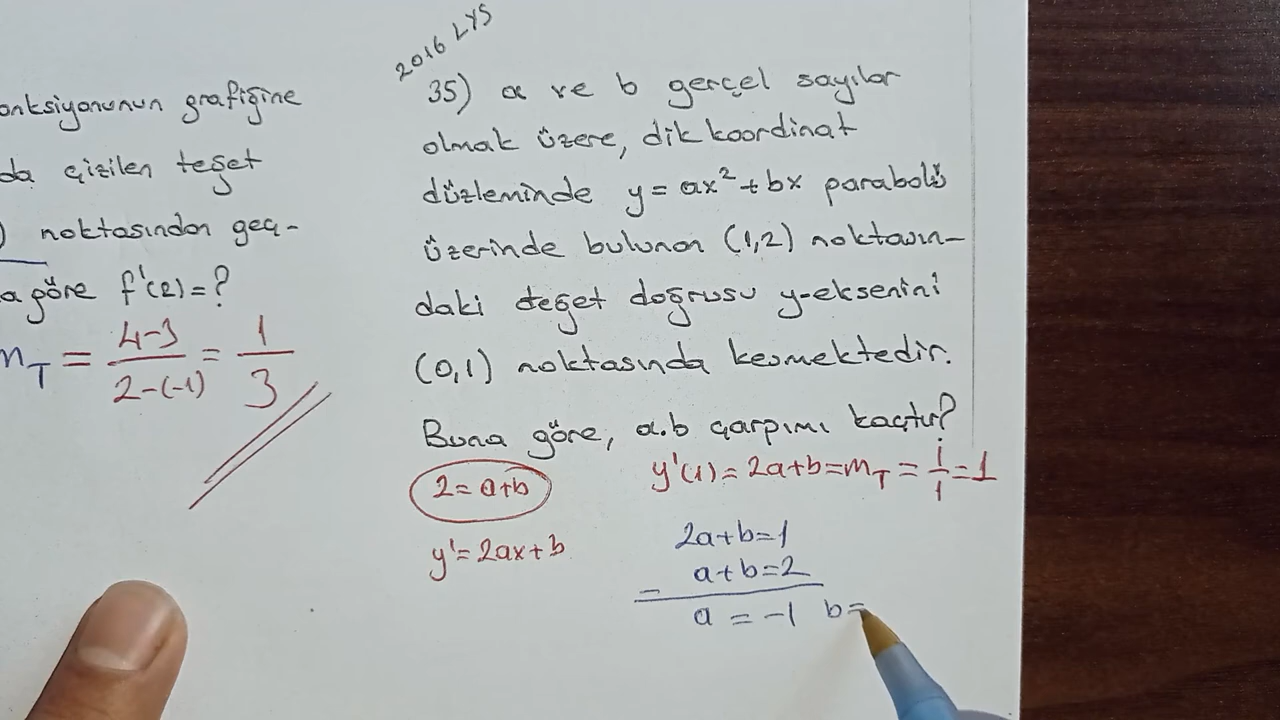 onksiyonunun grafiğine
da çizilen teğet
) noktasından geç-
a göre f'(2)=?
m_T = 4-3 / 2-(-1) = 1/3
2016 LYS
35) a ve b gerçel sayılar
olmak üzere, dik koordinat
düzleminde y=ax²+bx parabolü
üzerinde bulunan (1,2) noktasın-
daki teğet doğrusu y-eksenini
(0,1) noktasında kesmektedir.
Buna göre, a.b çarpımı kaçtır?
2=a+b
y'(1)=2a+b=m_T=1/1=1
y'=2ax+b
2a+b=1
- a+b=2
a=-1 b=